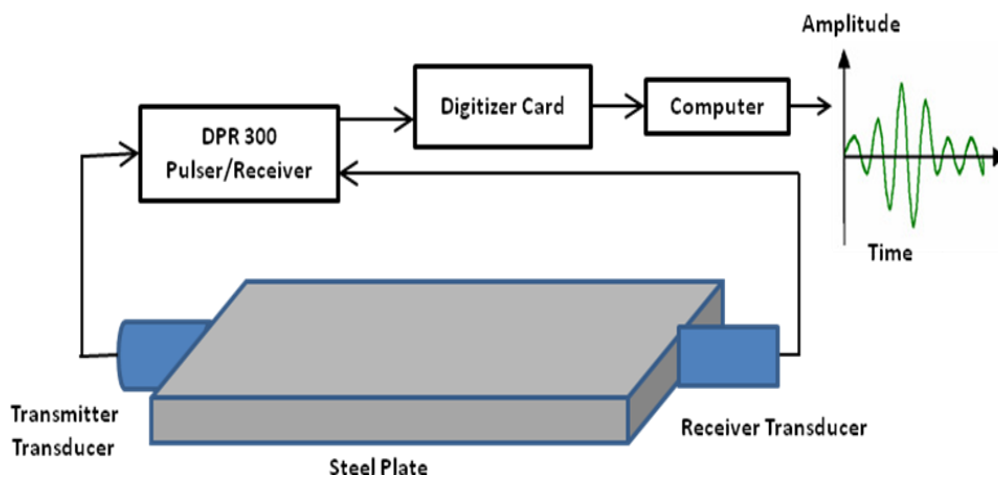 Amplitude
DPR 300
Pulser/Receiver
Digitizer Card
Computer
Time
Transmitter
Transducer
Receiver Transducer
Steel Plate